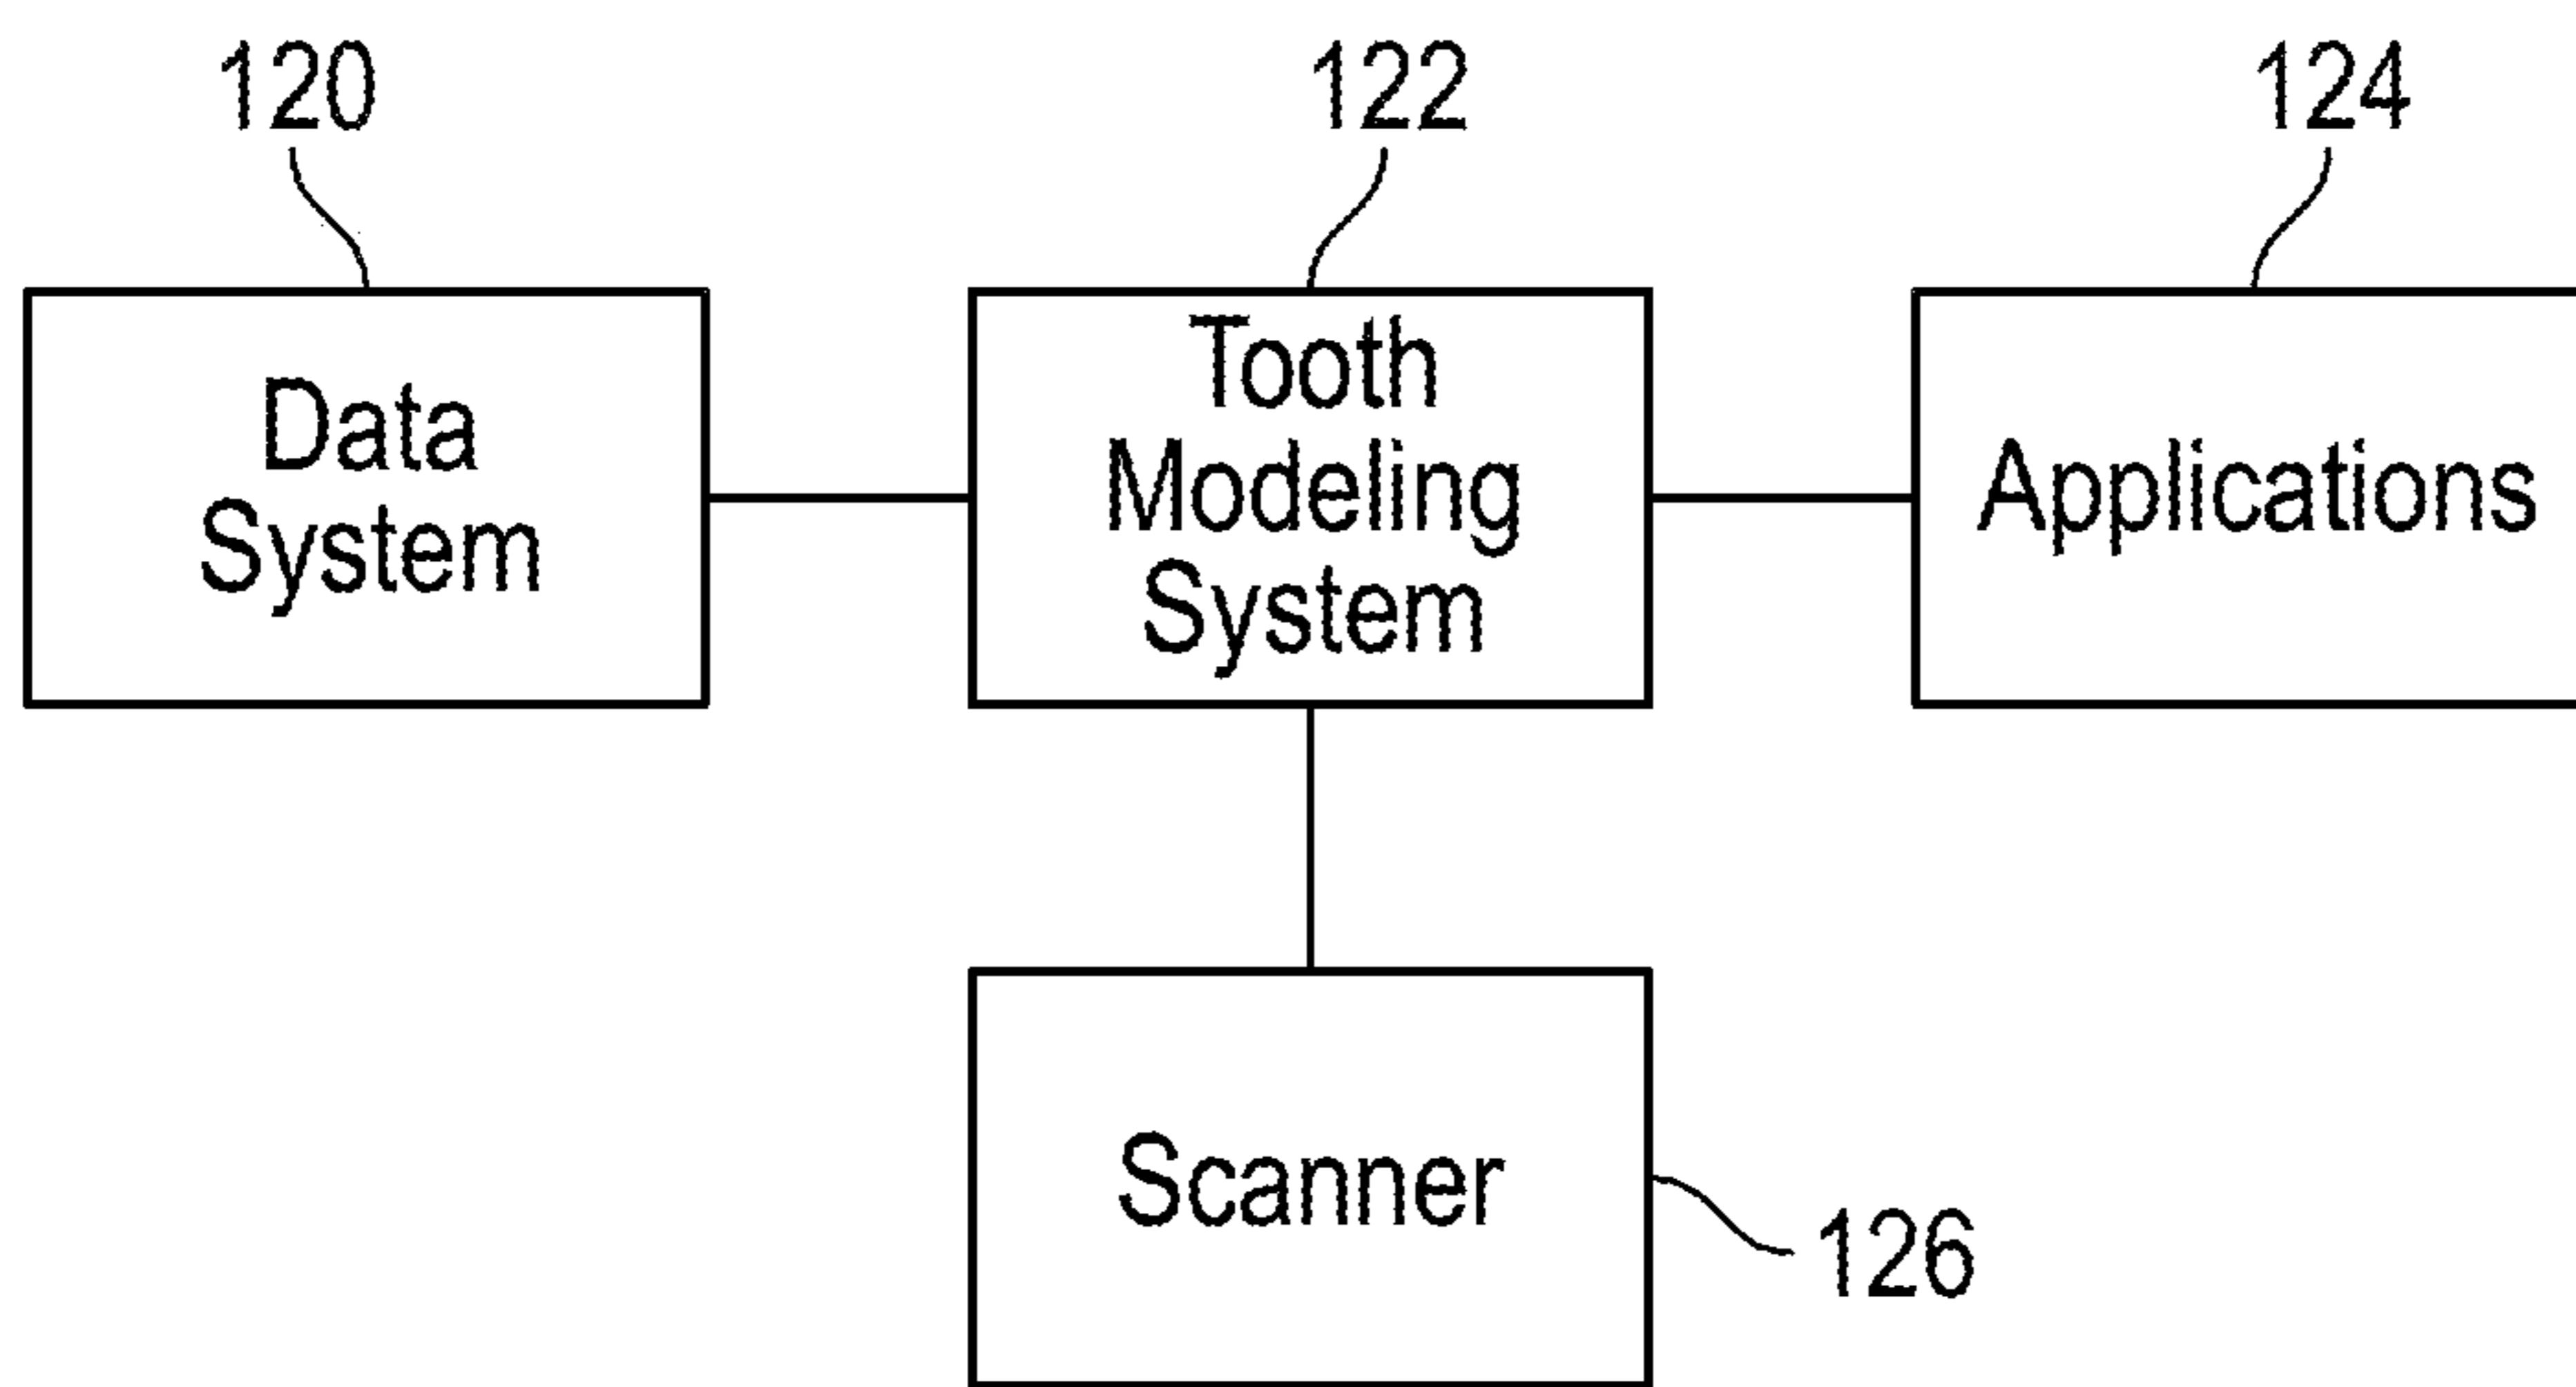 120
122
124
Data
System
Tooth
Modeling
System
Applications
Scanner
126